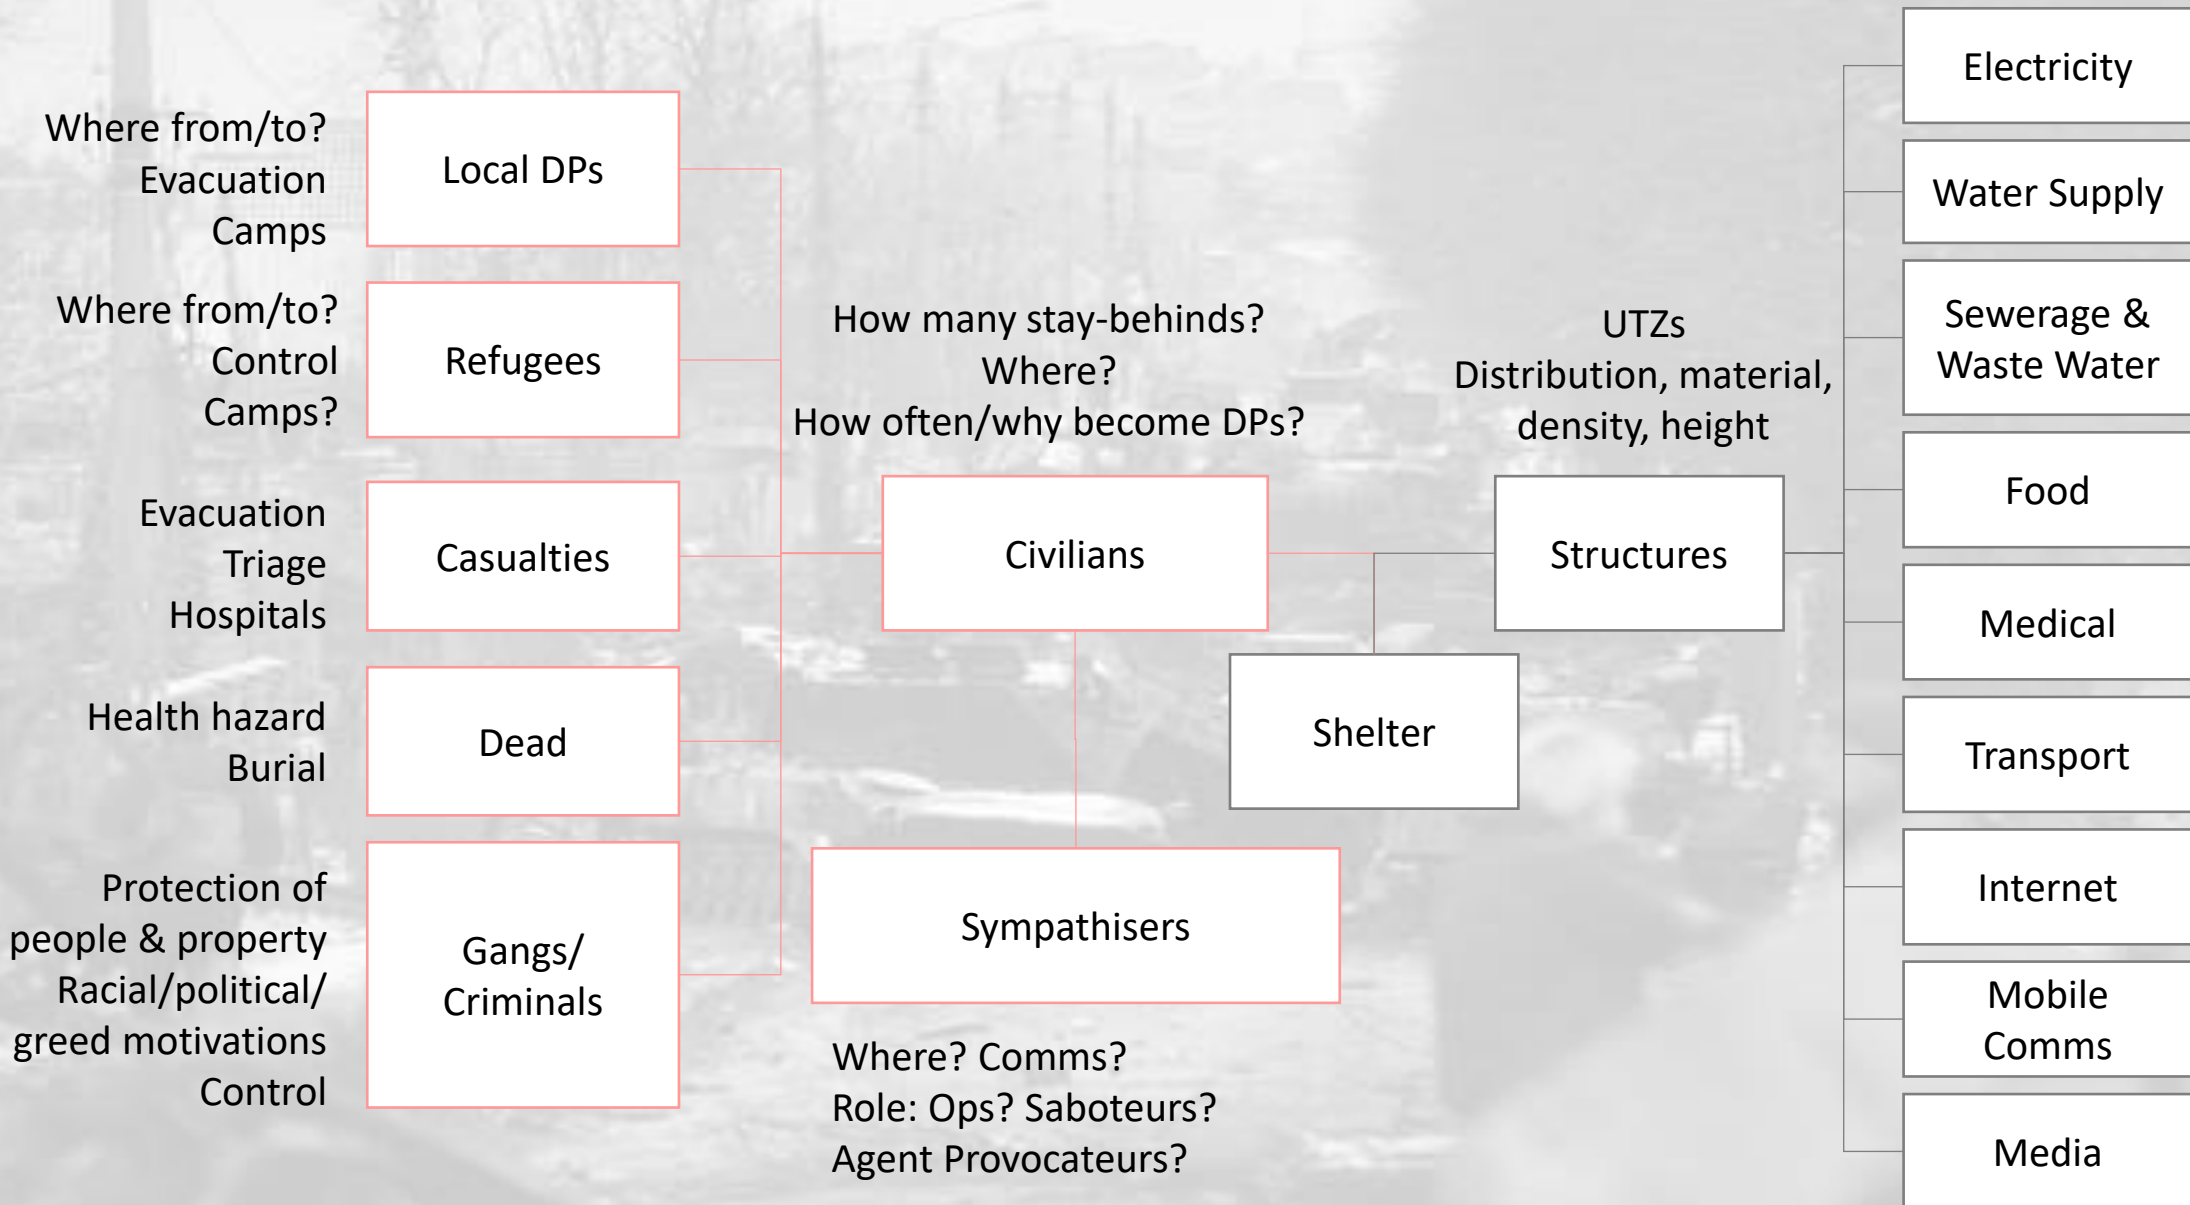 Where from/to?
Evacuation
Camps
Local DPs
Where from/to?
Control
Camps?
Refugees
Evacuation
Triage
Hospitals
Casualties
Health hazard
Burial
Dead
Protection of
people & property
Racial/political/
greed motivations
Control
Gangs/
Criminals
How many stay-behinds?
Where?
How often/why become DPs?
Civilians
Sympathisers
Where? Comms?
Role: Ops? Saboteurs?
Agent Provocateurs?
Shelter
UTZs
Distribution, material,
density, height
Structures
Electricity
Water Supply
Sewerage &
Waste Water
Food
Medical
Transport
Internet
Mobile
Comms
Media